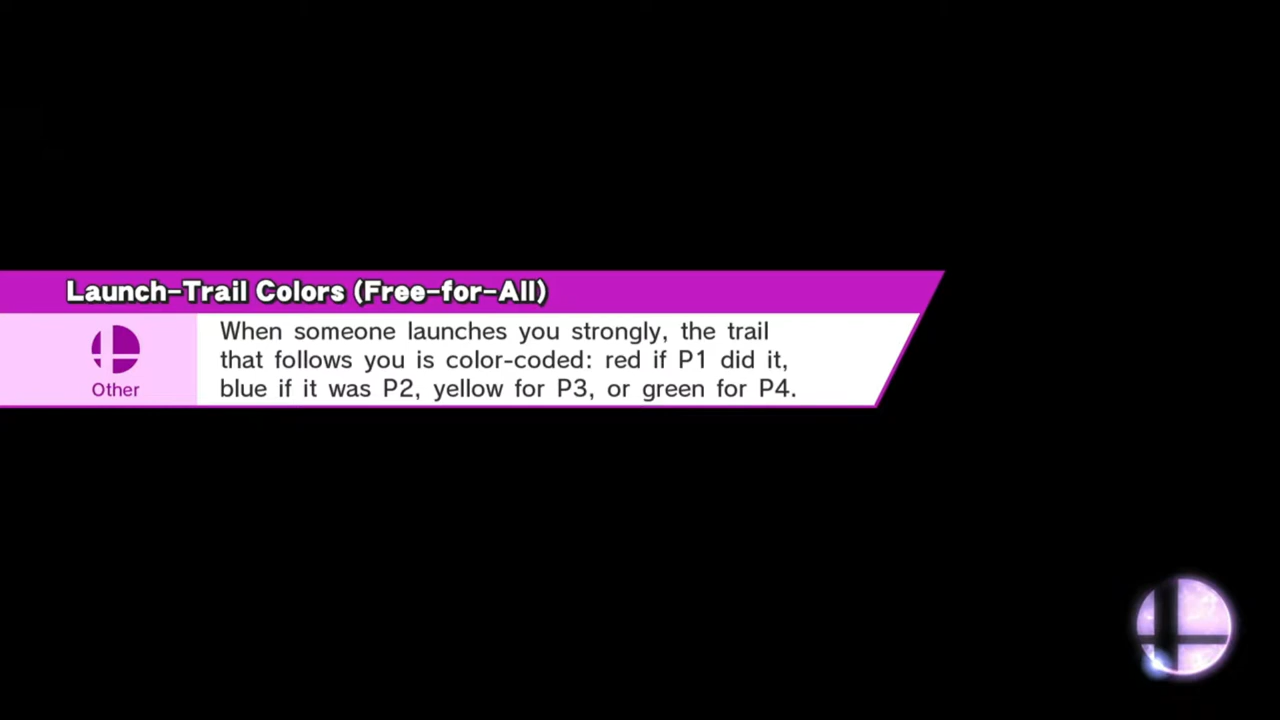 Launch-Trail Colors (Free-for-All)
Other
When someone launches you strongly, the trail
that follows you is color-coded: red if P1 did it,
blue if it was P2, yellow for P3, or green for P4.